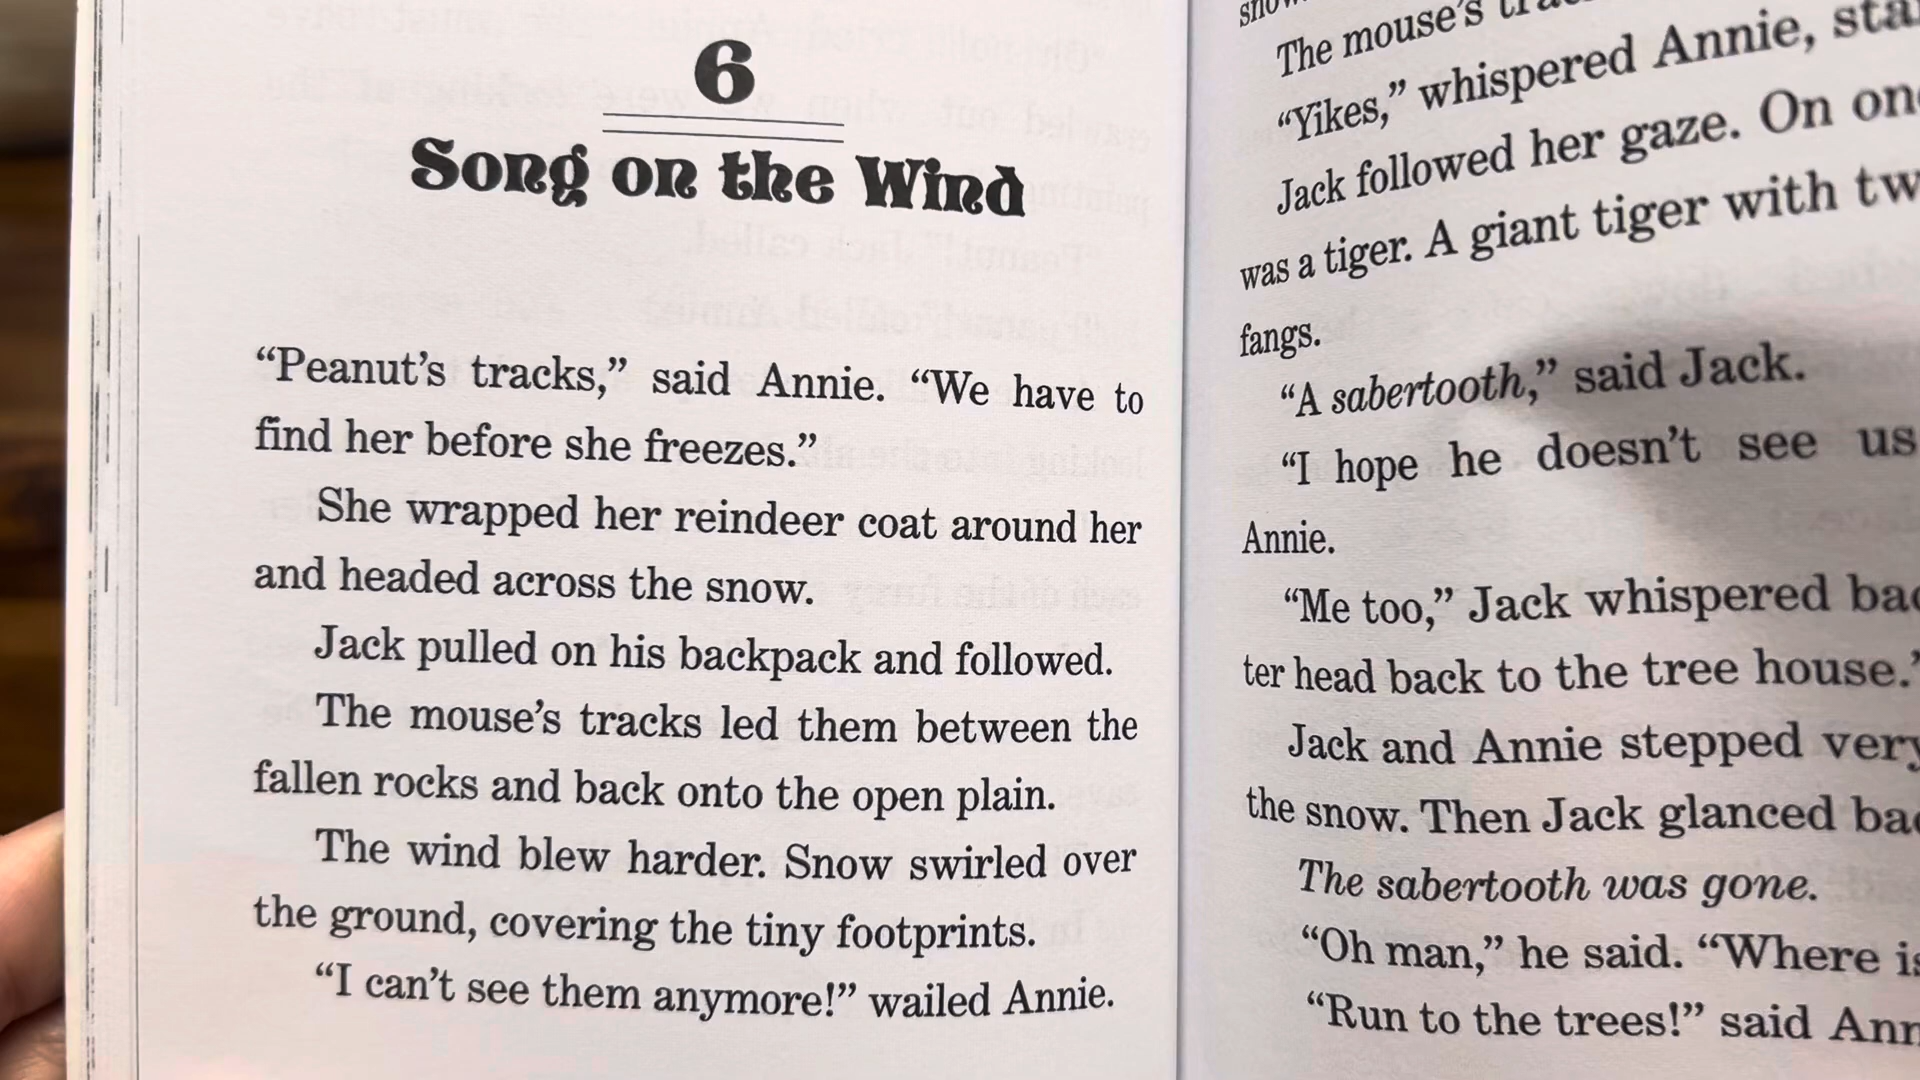 6
Song on the Wind
“Peanut’s tracks,” said Annie. “We have to
find her before she freezes.”
She wrapped her reindeer coat around her
and headed across the snow.
Jack pulled on his backpack and followed.
The mouse’s tracks led them between the
fallen rocks and back onto the open plain.
The wind blew harder. Snow swirled over
the ground, covering the tiny footprints.
“I can’t see them anymore!” wailed Annie.
The mouse’s
“Yikes,” whispered Annie,
Jack followed her gaze. On
was a tiger. A giant tiger with
fangs.
“A sabertooth,” said Jack.
“I hope he doesn’t see us
Annie.
“Me too,” Jack whispered
ter head back to the tree house.”
Jack and Annie stepped very
the snow. Then Jack glanced
The sabertooth was gone.
“Oh man,” he said. “Where
“Run to the trees!” said